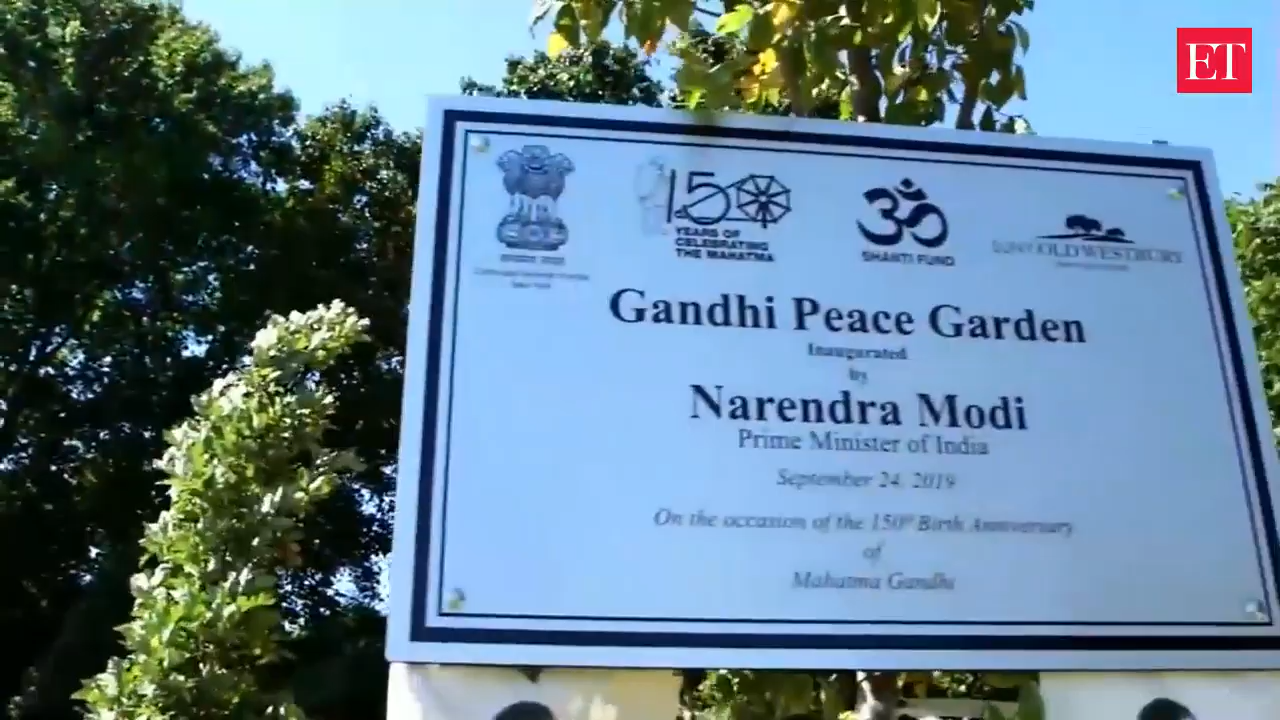 ET
150
YEARS OF
CELEBRATING
THE MAHATMA
ॐ
SHANTI FUND
SUNY OLD WESTBURY
Gandhi Peace Garden
Inaugurated
by
Narendra Modi
Prime Minister of India
September 24, 2019
On the occasion of the 150th Birth Anniversary
of
Mahatma Gandhi